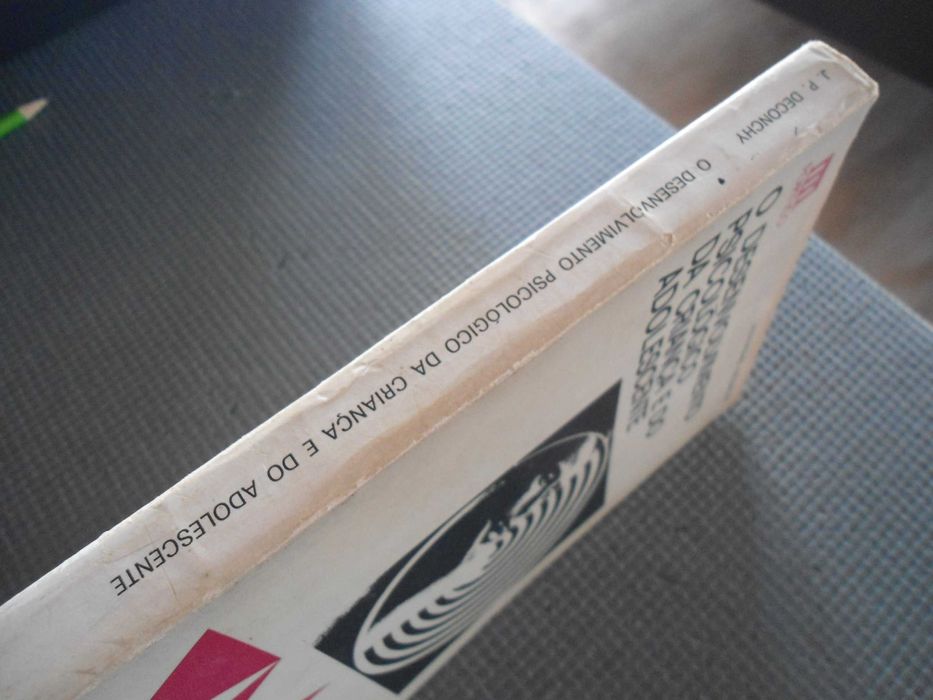 J. P. DECONCHY O DESENVOLVIMENTO PSICOLÓGICO DA CRIANÇA E DO ADOLESCENTE
O DESENVOLVIMENTO
PSICOLÓGICO
DA CRIANÇA E DO
ADOLESCENTE